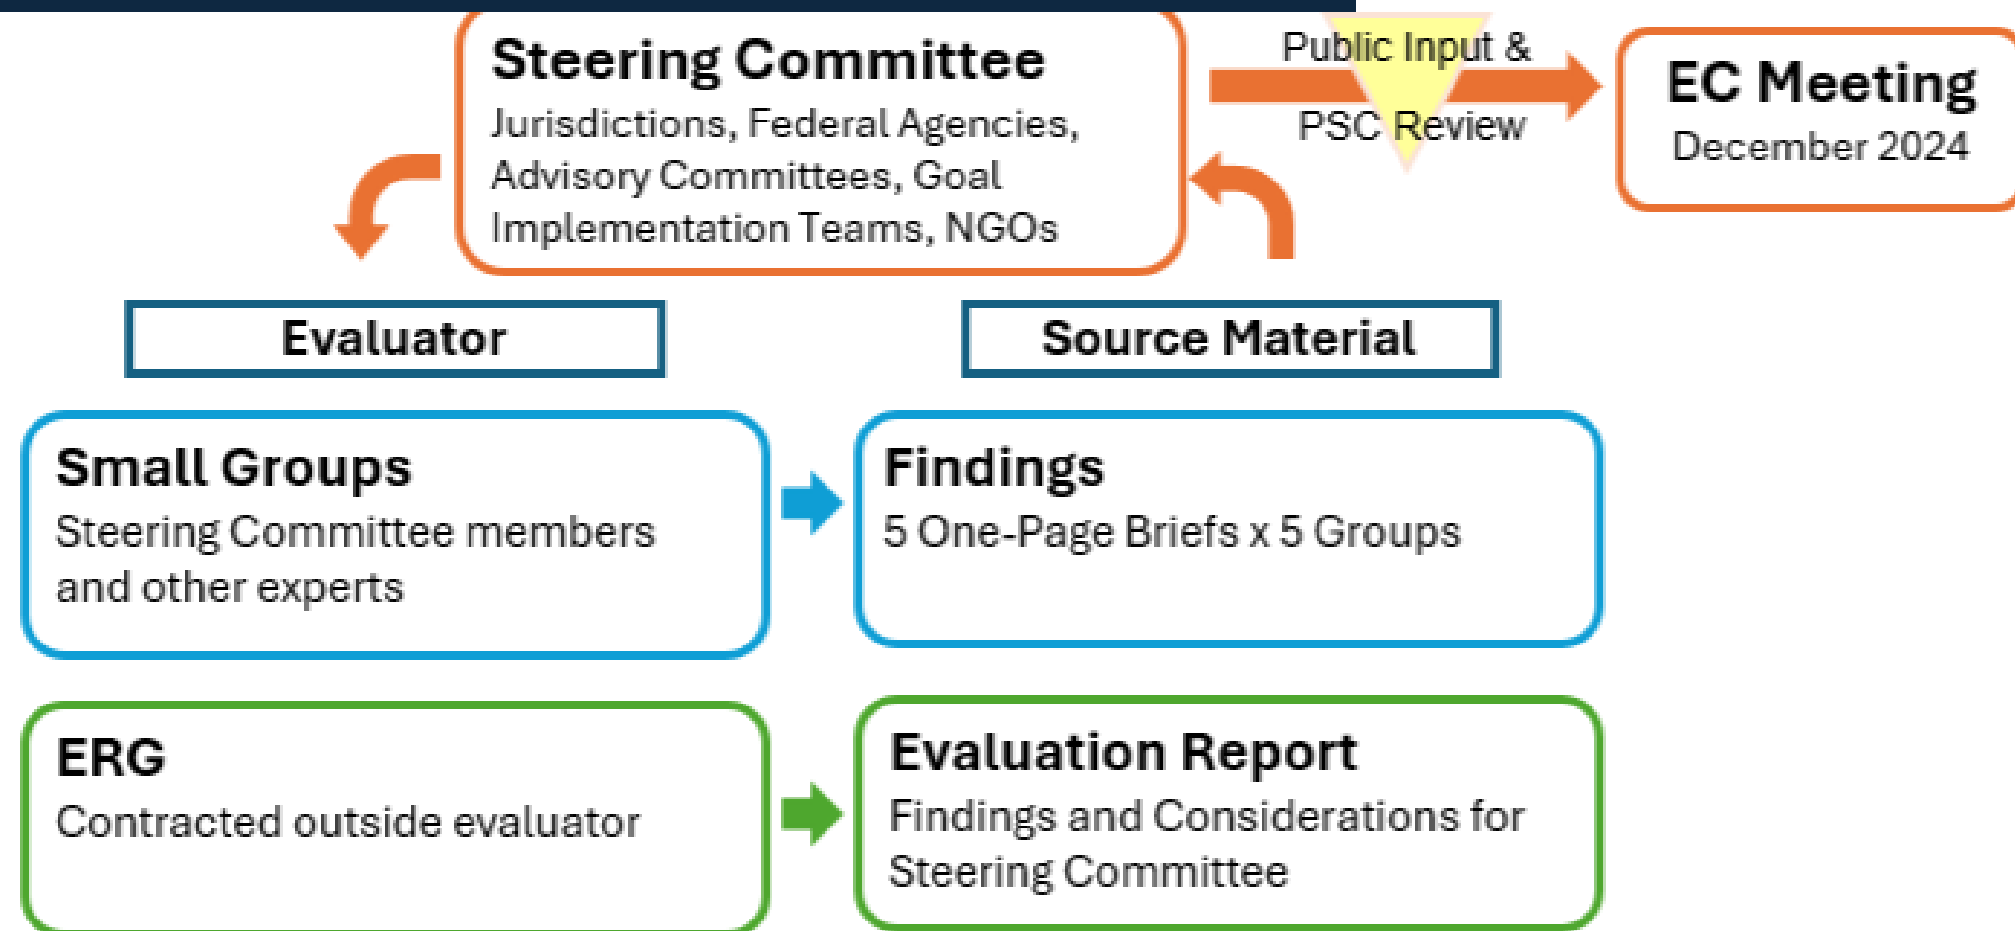 Steering Committee
Jurisdictions, Federal Agencies,
Advisory Committees, Goal
Implementation Teams, NGOs
Public Input &
PSC Review
EC Meeting
December 2024
Evaluator
Source Material
Small Groups
Steering Committee members
and other experts
Findings
5 One-Page Briefs x 5 Groups
ERG
Contracted outside evaluator
Evaluation Report
Findings and Considerations for
Steering Committee